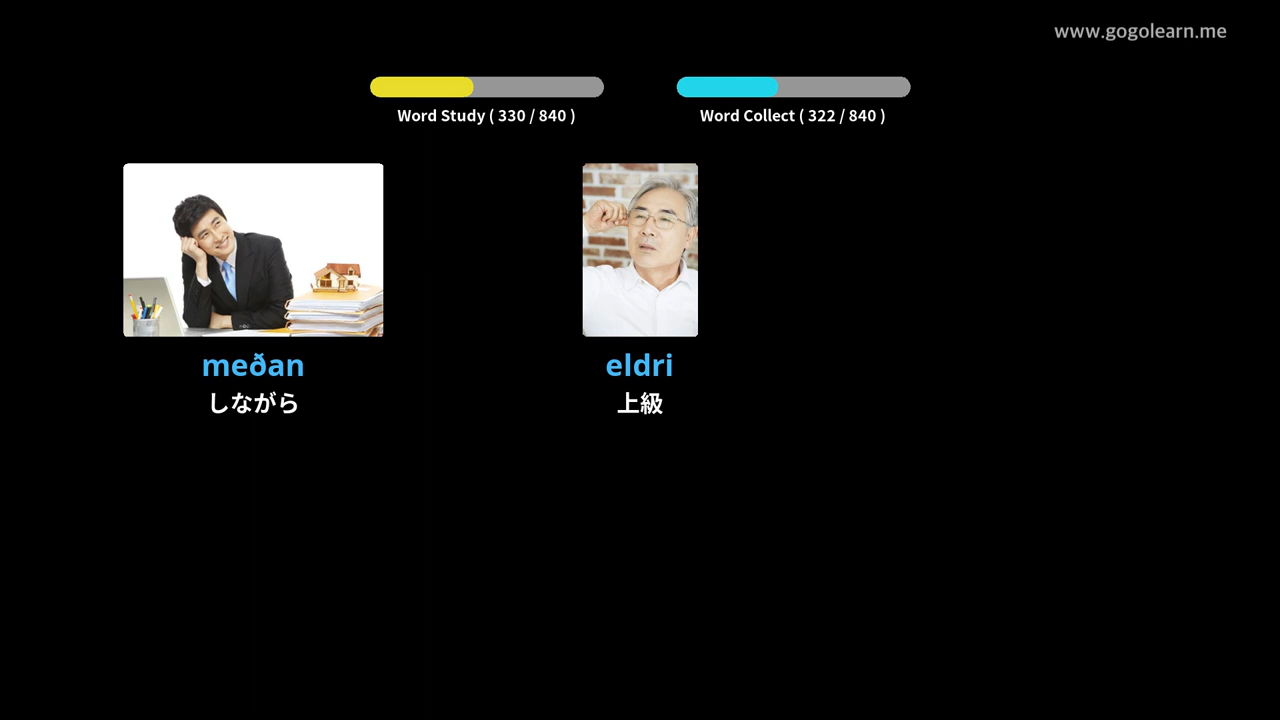 www.gogolearn.me
Word Study ( 330 / 840 )
Word Collect ( 322 / 840 )
meðan
しながら
eldri
上級